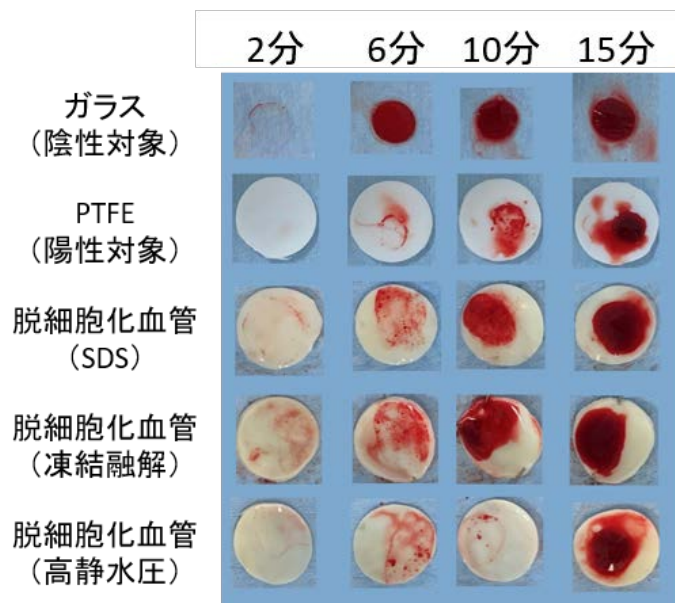 2分 6分 10分 15分
ガラス
（陰性対象）
PTFE
（陽性対象）
脱細胞化血管
（SDS）
脱細胞化血管
（凍結融解）
脱細胞化血管
（高静水圧）